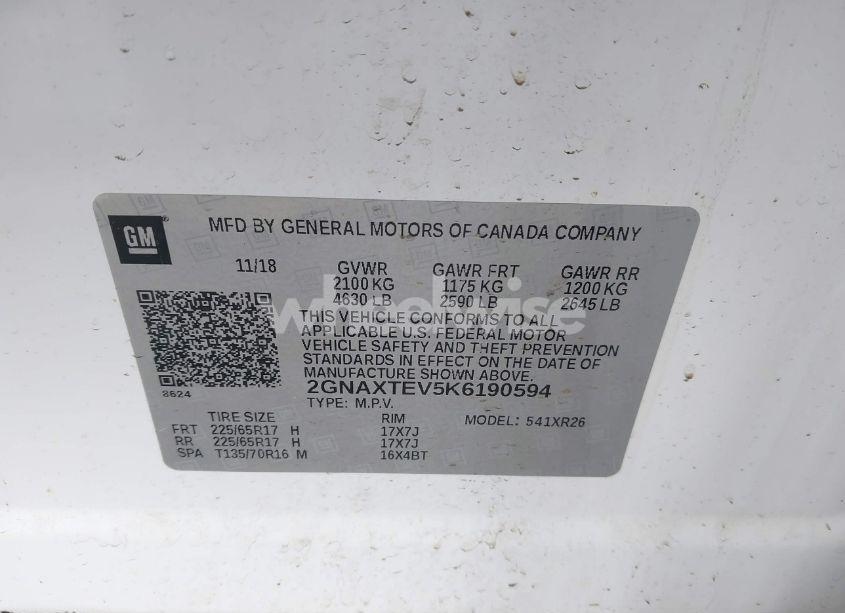 GM
MFD BY GENERAL MOTORS OF CANADA COMPANY
11/18 GVWR GAWR FRT GAWR RR
2100 KG 1175 KG 1200 KG
4630 LB 2590 LB 2645 LB
THIS VEHICLE CONFORMS TO ALL
APPLICABLE U.S. FEDERAL MOTOR
VEHICLE SAFETY AND THEFT PREVENTION
STANDARDS IN EFFECT ON THE DATE OF
MANUFACTURE SHOWN ABOVE.
8624
2GNAXTEV5K6190594
TYPE: M.P.V.
TIRE SIZE RIM MODEL: 541XR26
FRT 225/65R17 H 17X7J
RR 225/65R17 H 17X7J
SPA T135/70R16 M 16X4BT